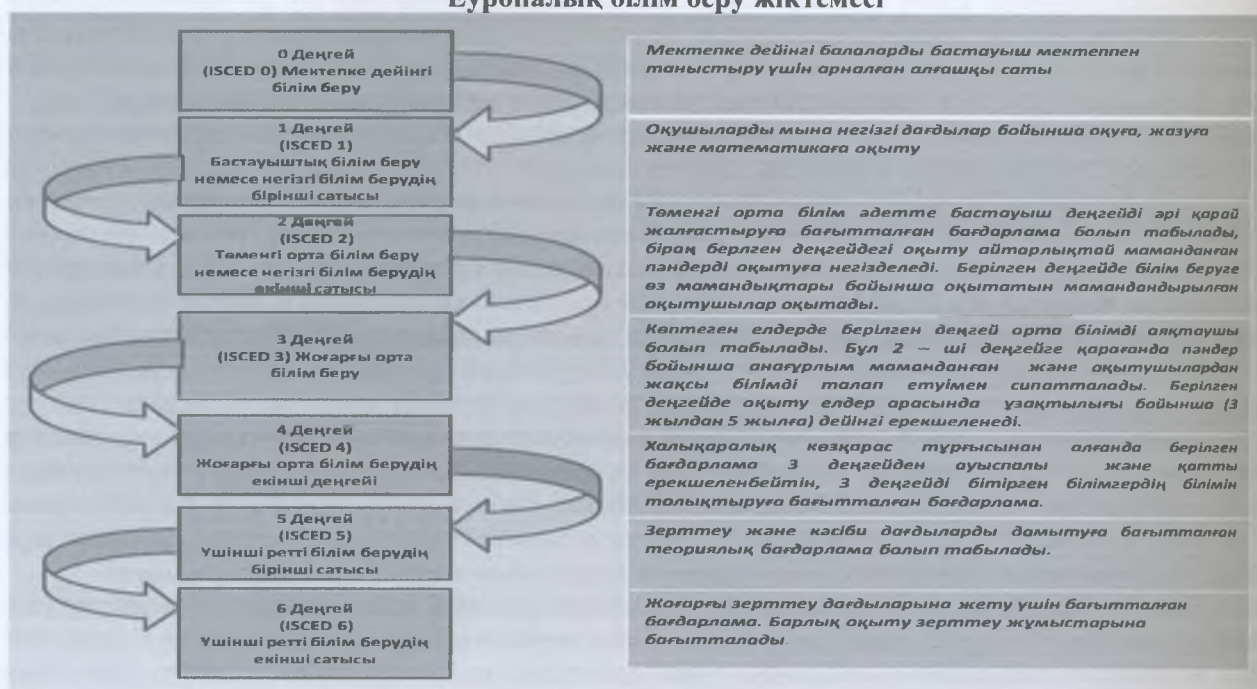 Еуропалық білім беру жіктемесі
0 Деңгей
(ISCED 0) Мектепке дейінгі
білім беру
Мектепке дейінгі балаларды бастауыш мектеппен
таныстыру үшін арналған алғашқы саты
1 Деңгей
(ISCED 1)
Бастауыштық білім беру
немесе негізгі білім берудің
бірінші сатысы
Оқушыларды мына негізгі дағдылар бойынша оқуға, жазуға
және математикаға оқыту
2 Деңгей
(ISCED 2)
Төменгі орта білім беру
немесе негізгі білім берудің
екінші сатысы
Төменгі орта білім әдетте бастауыш деңгейді әрі қарай
жалғастыруға бағытталған бағдарлама болып табылады,
бірақ берлген деңгейдегі оқыту айтарлықтай маманданған
пәндерді оқытуға негізделеді. Берілген деңгейде білім беруге
өз мамандықтары бойынша оқытатын мамандандырылған
оқытушылар оқытады.
3 Деңгей
(ISCED 3) Жоғарғы орта
білім беру
Көптеген елдерде берілген деңгей орта білімді аяқтаушы
болып табылады. Бұл 2 – ші деңгейге қарағанда пәндер
бойынша анағұрлым маманданған және оқытушылардан
жақсы білімді талап етуімен сипатталады. Берілген
деңгейде оқыту елдер арасында ұзақтылығы бойынша (3
жылдан 5 жылға) дейінгі ерекшеленеді.
4 Деңгей
(ISCED 4)
Жоғарғы орта білім берудің
екінші деңгейі
Халықаралық көзқарас тұрғысынан алғанда берілген
бағдарлама 3 деңгейден ауыспалы және қатты
ерекшеленбейтін, 3 деңгейді бітірген білімгердің білімін
толықтыруға бағытталған бағдарлама.
5 Деңгей
(ISCED 5)
Үшінші ретті білім берудің
бірінші сатысы
Зерттеу және кәсіби дағдыларды дамытуға бағытталған
теориялық бағдарлама болып табылады.
6 Деңгей
(ISCED 6)
Үшінші ретті білім берудің
екінші сатысы
Жоғарғы зерттеу дағдыларына жету үшін бағытталған
бағдарлама. Барлық оқыту зерттеу жұмыстарына
бағытталады.